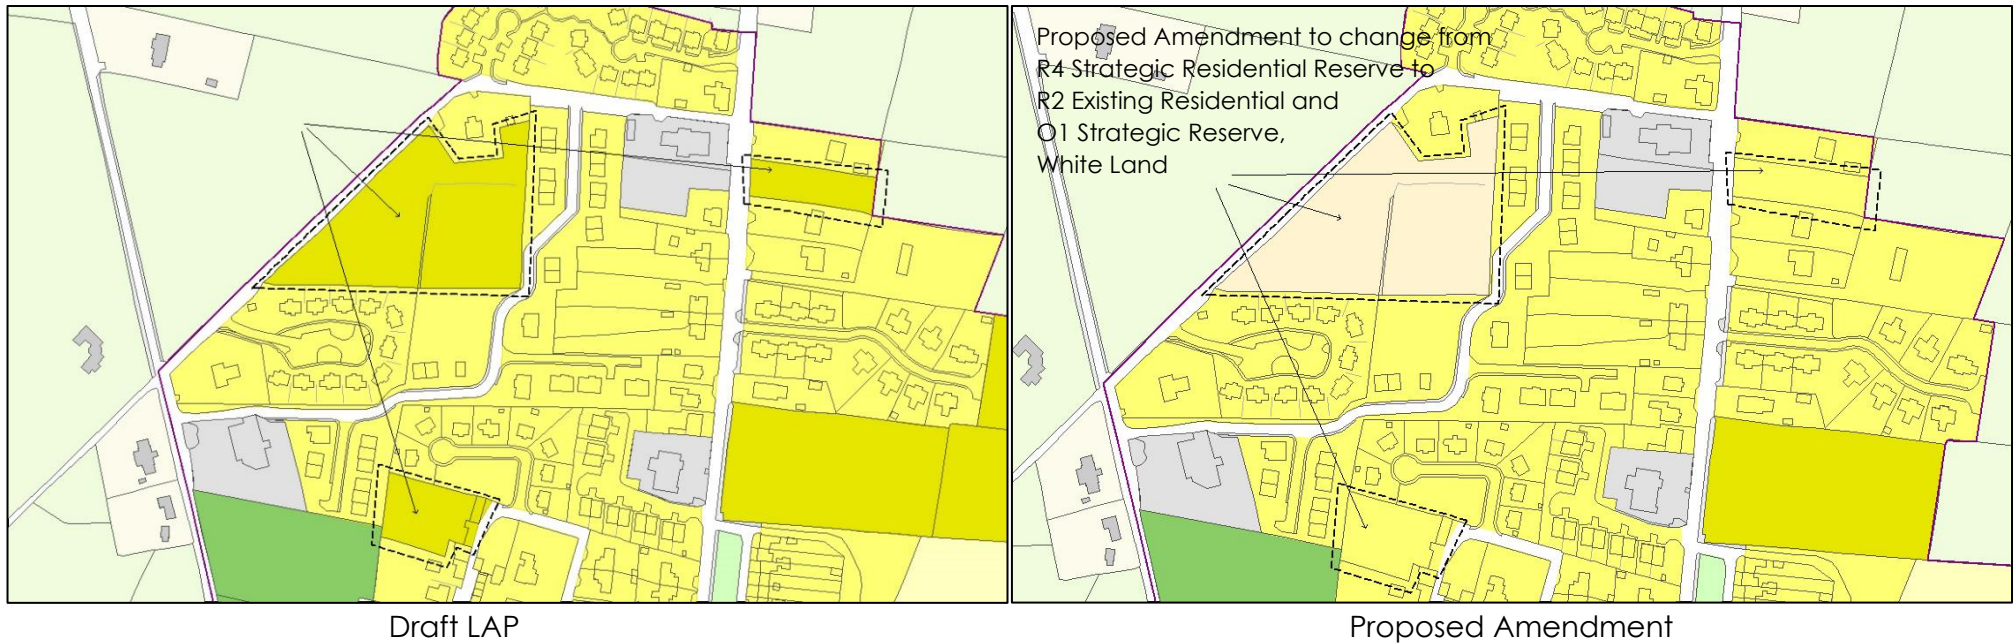 Proposed Amendment to change from
R4 Strategic Residential Reserve to
R2 Existing Residential and
O1 Strategic Reserve,
White Land
Draft LAP
Proposed Amendment